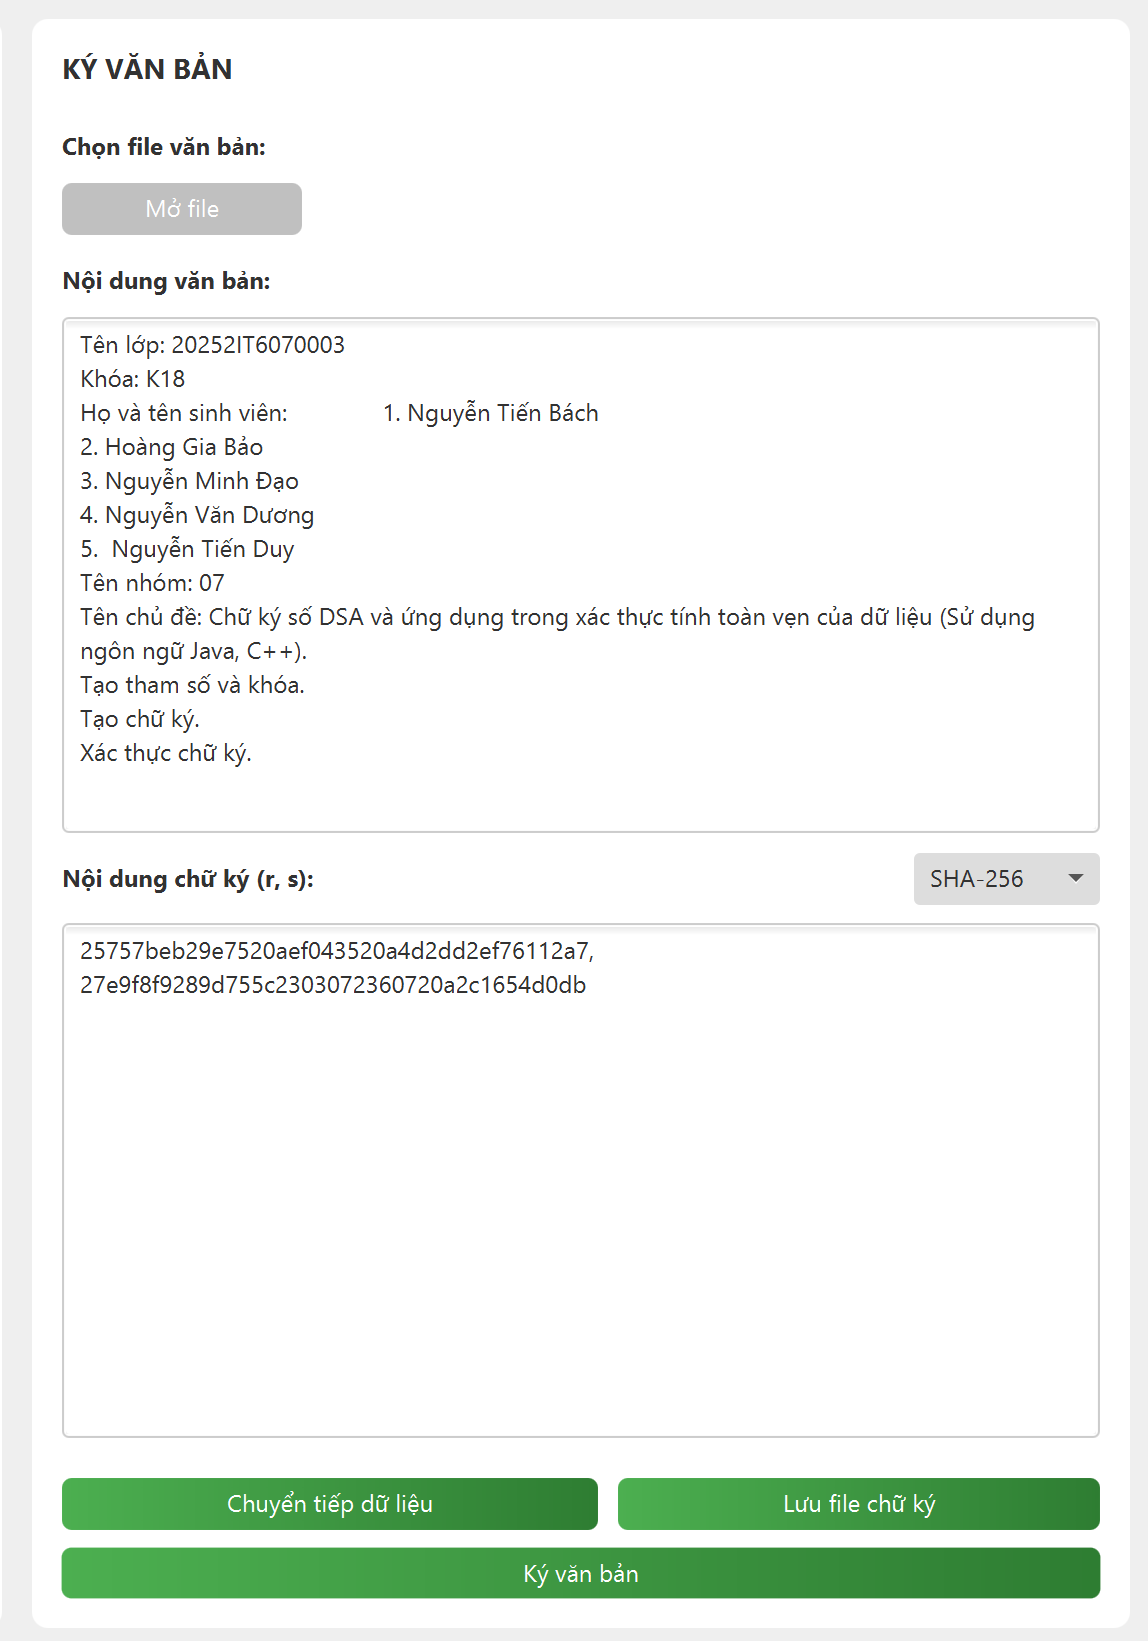 KÝ VĂN BẢN
Chọn file văn bản:
Mở file
Nội dung văn bản:
Tên lớp: 20252IT6070003
Khóa: K18
Họ và tên sinh viên: 1. Nguyễn Tiến Bách
2. Hoàng Gia Bảo
3. Nguyễn Minh Đạo
4. Nguyễn Văn Dương
5. Nguyễn Tiến Duy
Tên nhóm: 07
Tên chủ đề: Chữ ký số DSA và ứng dụng trong xác thực tính toàn vẹn của dữ liệu (Sử dụng
ngôn ngữ Java, C++).
Tạo tham số và khóa.
Tạo chữ ký.
Xác thực chữ ký.
Nội dung chữ ký (r, s):
SHA-256
25757beb29e7520aef043520a4d2dd2ef76112a7,
27e9f8f9289d755c2303072360720a2c1654d0db
Chuyển tiếp dữ liệu
Lưu file chữ ký
Ký văn bản